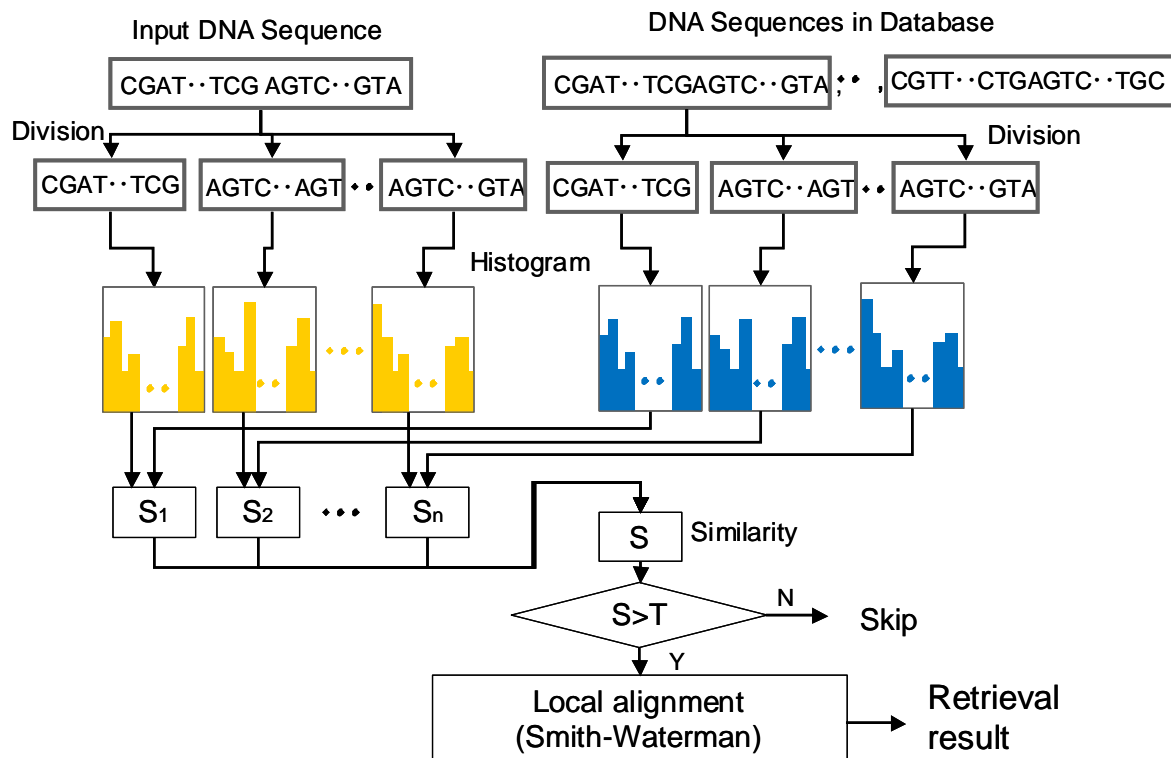 Input DNA Sequence
DNA Sequences in Database
CGAT··TCG AGTC··GTA
CGAT··TCGAGTC··GTA,·· ,
CGTT··CTGAGTC··TGC
Division
Division
CGAT··TCG
AGTC··AGT
··
AGTC··GTA
CGAT··TCG
AGTC··AGT
··
AGTC··GTA
Histogram
S1
S2
···
Sn
S
Similarity
S>T
N
Skip
Y
Local alignment
(Smith-Waterman)
Retrieval
result